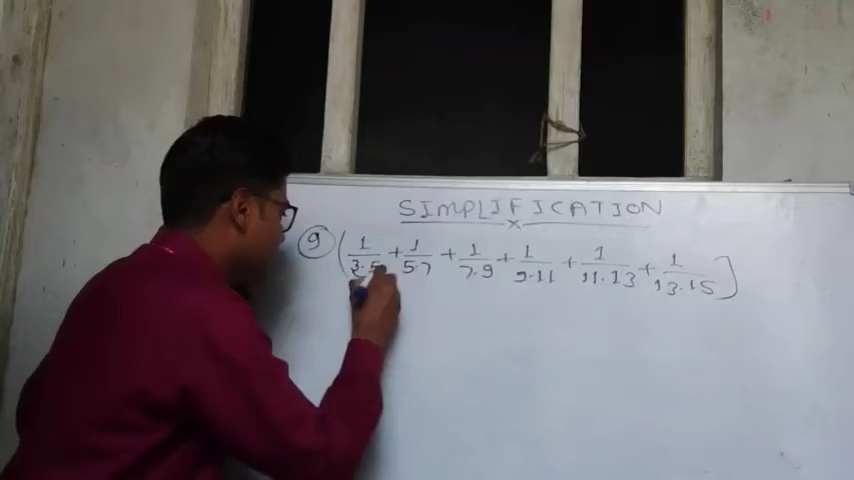 SIMPLIFICATION
9 (1/3.5 + 1/5.7 + 1/7.9 + 1/9.11 + 1/11.13 + 1/13.15]